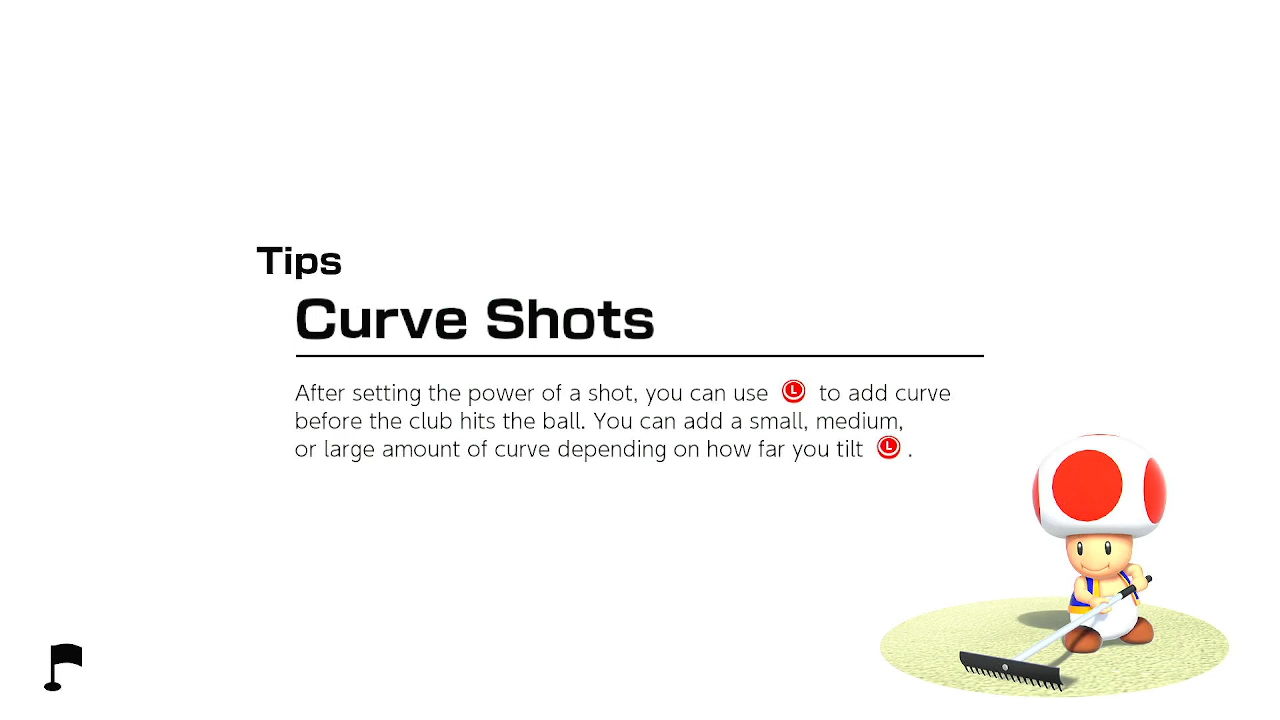 Tips
Curve Shots
After setting the power of a shot, you can use L to add curve
before the club hits the ball. You can add a small, medium,
or large amount of curve depending on how far you tilt L .